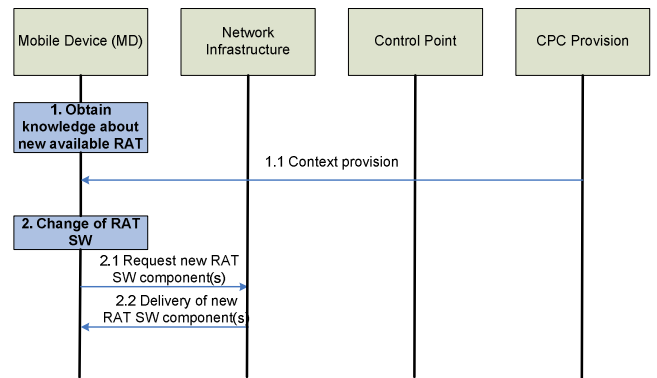 Mobile Device (MD)
Network
Infrastructure
Control Point
CPC Provision
1. Obtain
knowledge about
new available RAT
1.1 Context provision
2. Change of RAT
SW
2.1 Request new RAT
SW component(s)
2.2 Delivery of new
RAT SW component(s)